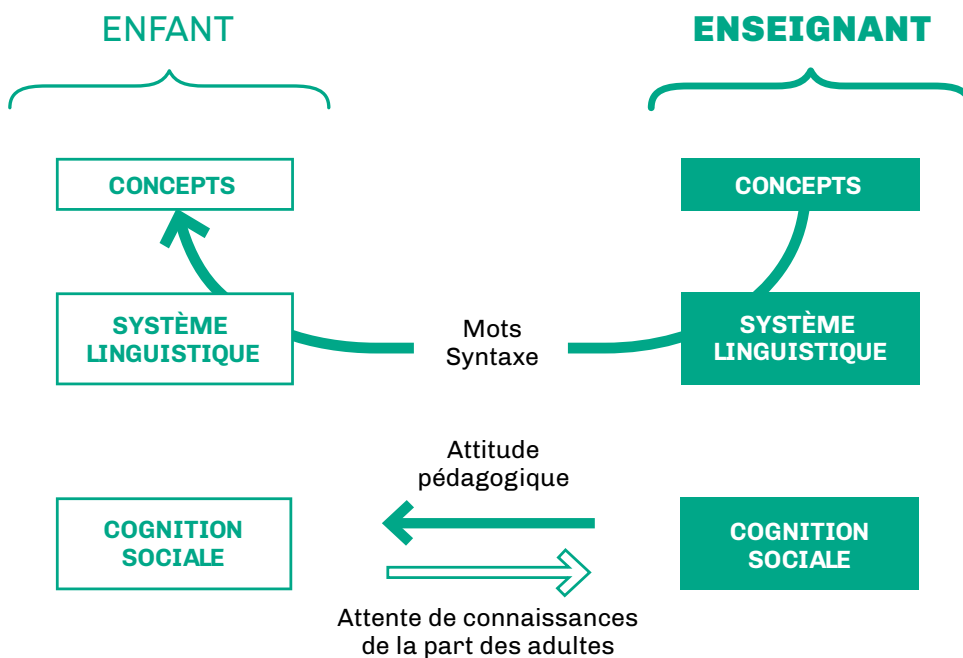 ENFANT
ENSEIGNANT
CONCEPTS
CONCEPTS
SYSTÈME
LINGUISTIQUE
Mots
Syntaxe
SYSTÈME
LINGUISTIQUE
Attitude
pédagogique
COGNITION
SOCIALE
COGNITION
SOCIALE
Attente de connaissances
de la part des adultes